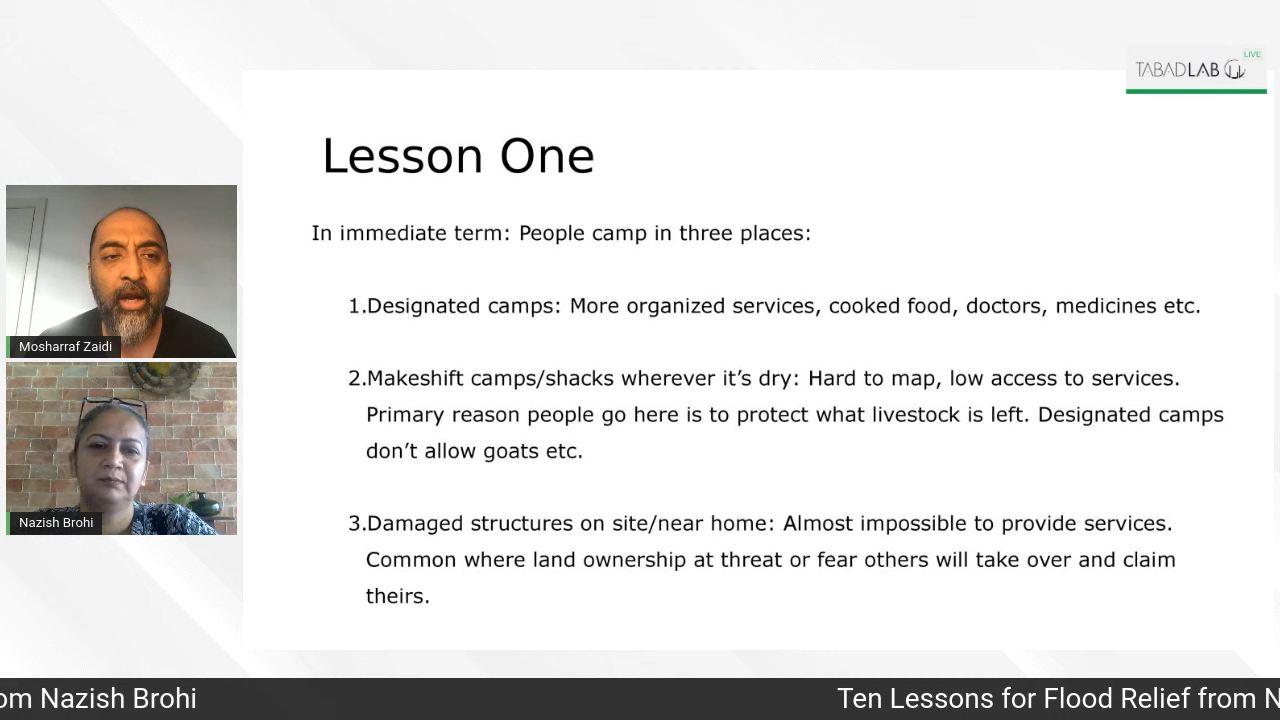 LIVE
TABADLAB
Lesson One
In immediate term: People camp in three places:
1.Designated camps: More organized services, cooked food, doctors, medicines etc.
2.Makeshift camps/shacks wherever it's dry: Hard to map, low access to services.
Primary reason people go here is to protect what livestock is left. Designated camps
don't allow goats etc.
3.Damaged structures on site/near home: Almost impossible to provide services.
Common where land ownership at threat or fear others will take over and claim
theirs.
Mosharraf Zaidi
Nazish Brohi
om Nazish Brohi
Ten Lessons for Flood Relief from N